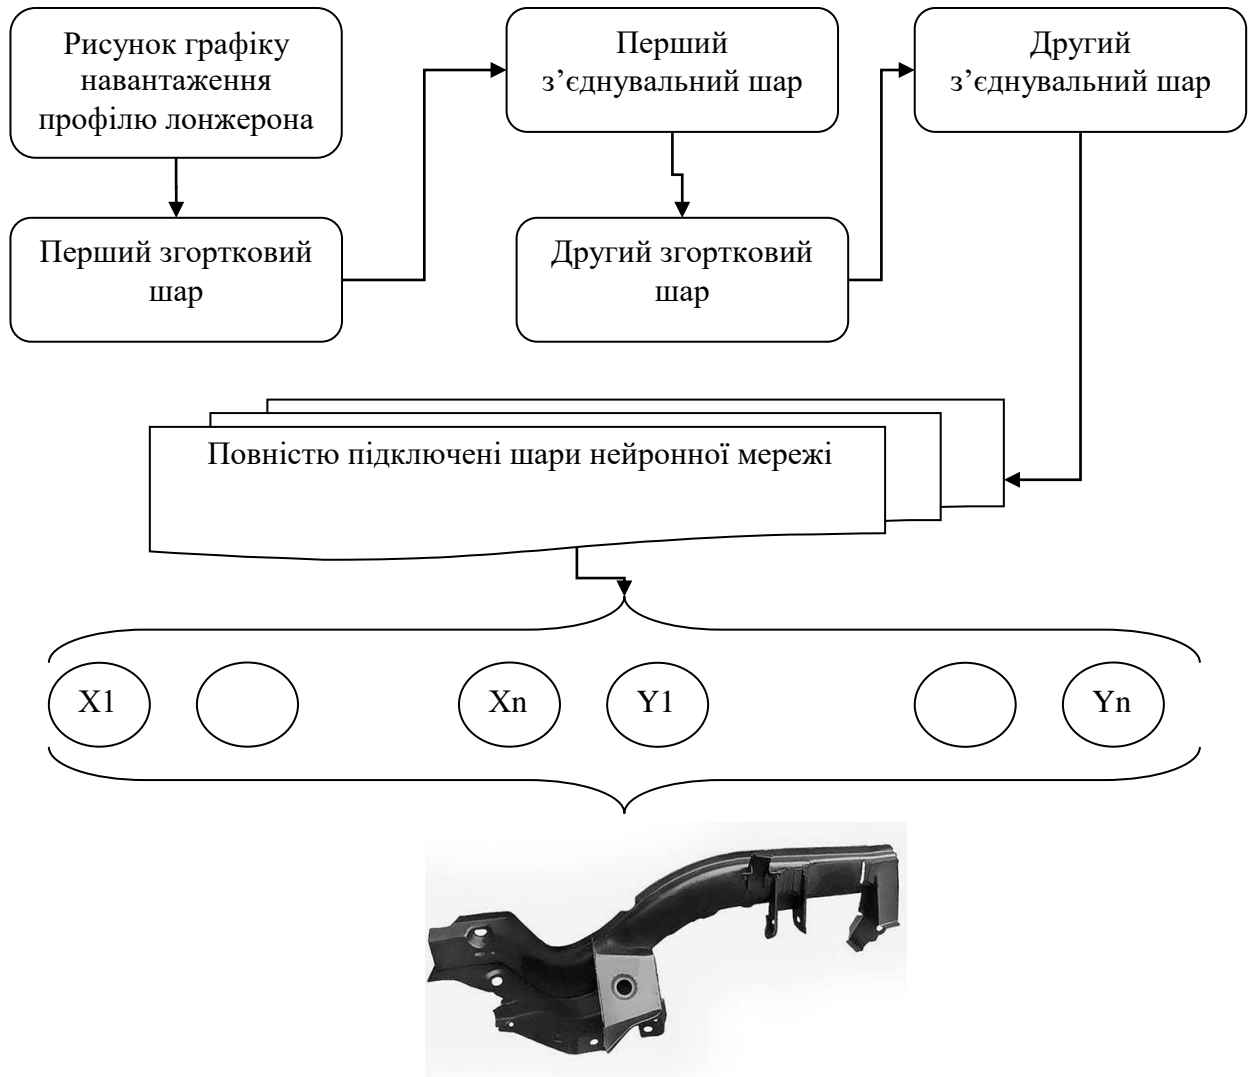 Рисунок графіку
навантаження
профілю лонжерона
Перший згортковий
шар
Перший
з’єднувальний шар
Другий згортковий
шар
Другий
з’єднувальний шар
Повністю підключені шари нейронної мережі
X1
Xn
Y1
Yn